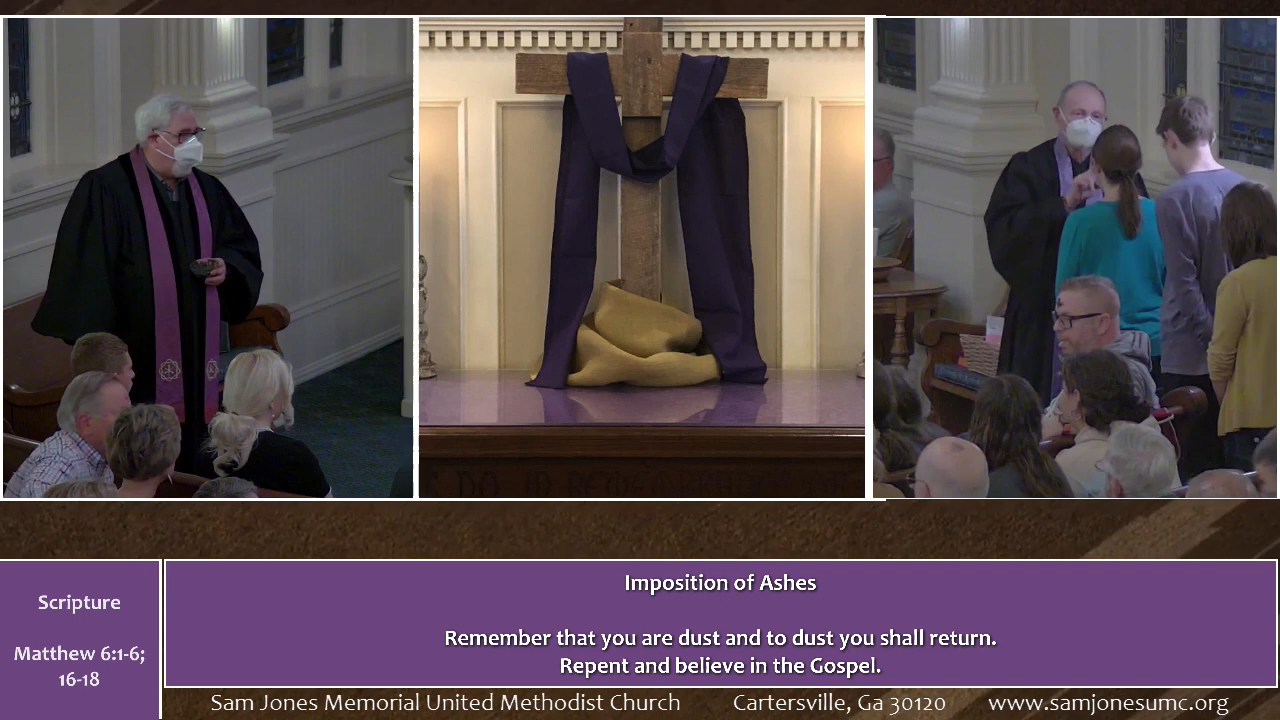 Imposition of Ashes
Remember that you are dust and to dust you shall return.
Repent and believe in the Gospel.
Scripture
Matthew 6:1-6;
16-18
Sam Jones Memorial United Methodist Church Cartersville, Ga 30120 www.samjonesumc.org